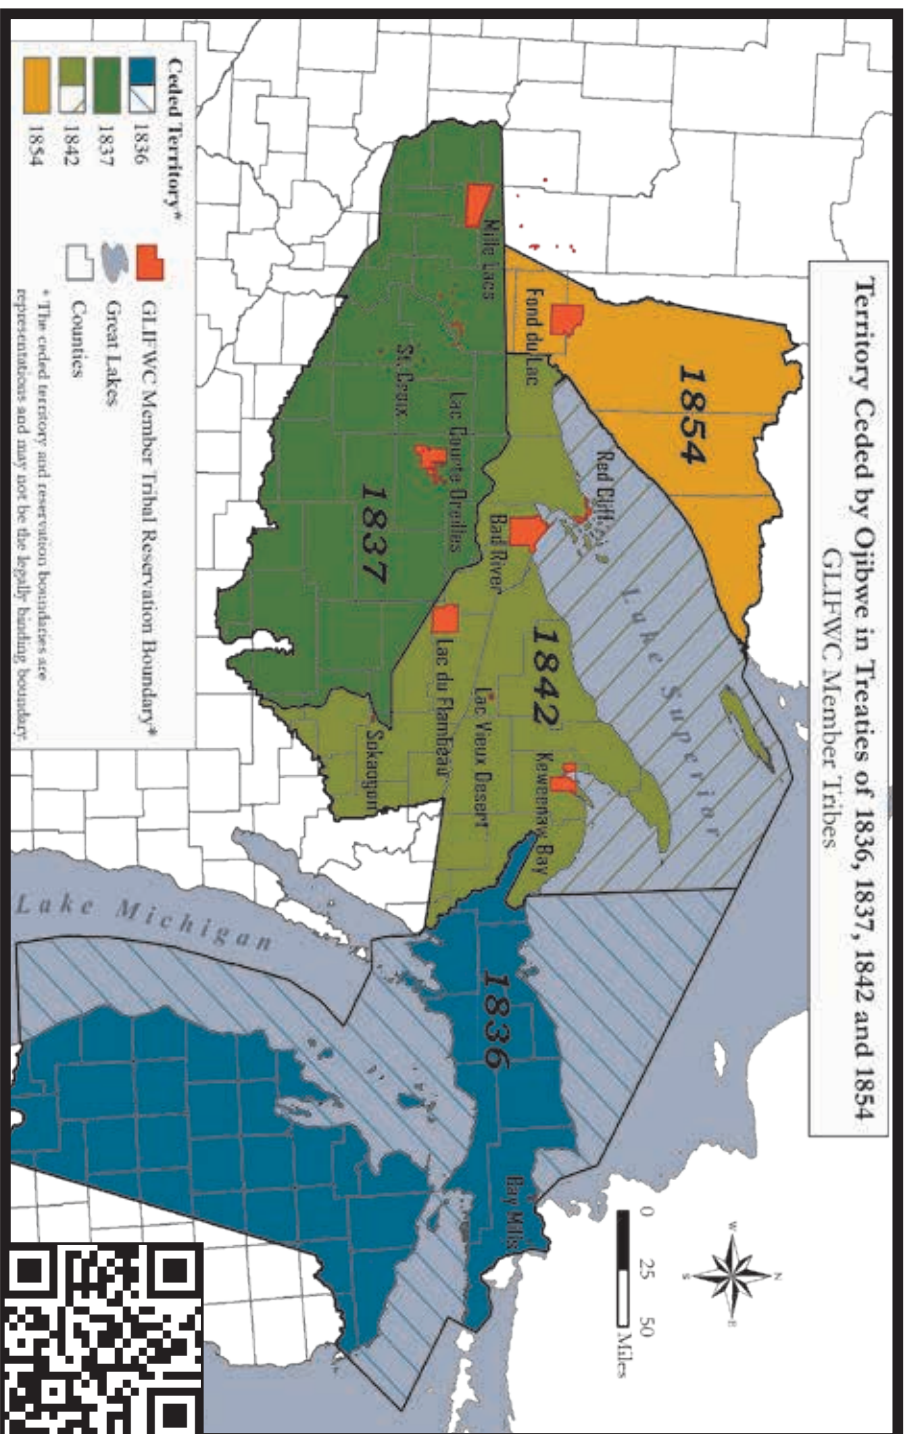 Territory Ceded by Ojibwe in Treaties of 1836, 1837, 1842 and 1854
GLIFWC Member Tribes
N
W
E
S
0 25 50
Miles
1854
Lake Superior
Fond du Lac
Red Cliff
Mille Lacs
Bad River
1842
Keweenaw Bay
Lac Vieux Desert
St. Croix
Lac Courte Oreilles
1837
Lac du Flambeau
Sokaogon
1836
Bay Mills
Lake Michigan
Ceded Territory*
1836
1837
1842
1854
GLIFWC Member Tribal Reservation Boundary*
Great Lakes
Counties
* The ceded territory and reservation boundaries are
representations and may not be the legally binding boundary.